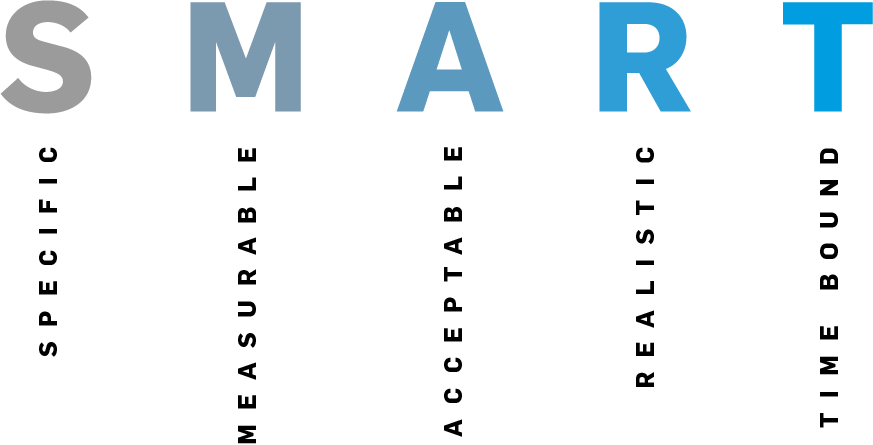 SMART
SPECIFIC
MEASURABLE
ACCEPTABLE
REALISTIC
TIME BOUND